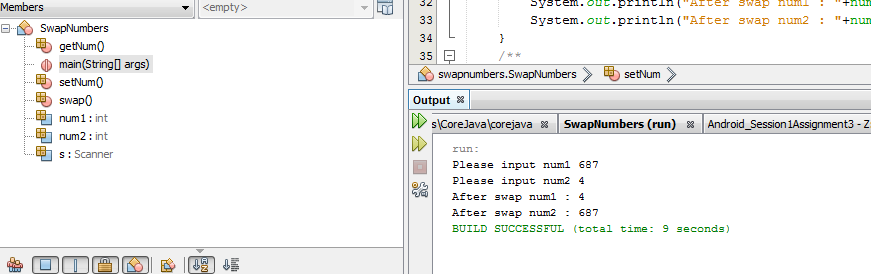 Members
<empty>
SwapNumbers
getNum()
main(String[] args)
setNum()
swap()
num1 : int
num2 : int
s : Scanner
32 System.out.println("After swap num1 : "+num
33 System.out.println("After swap num2 : "+num
34 }
35 /**
swapnumbers.SwapNumbers setNum
Output
s\CoreJava\corejava SwapNumbers (run) Android_Session1Assignment3 - Z
run:
Please input num1 687
Please input num2 4
After swap num1 : 4
After swap num2 : 687
BUILD SUCCESSFUL (total time: 9 seconds)